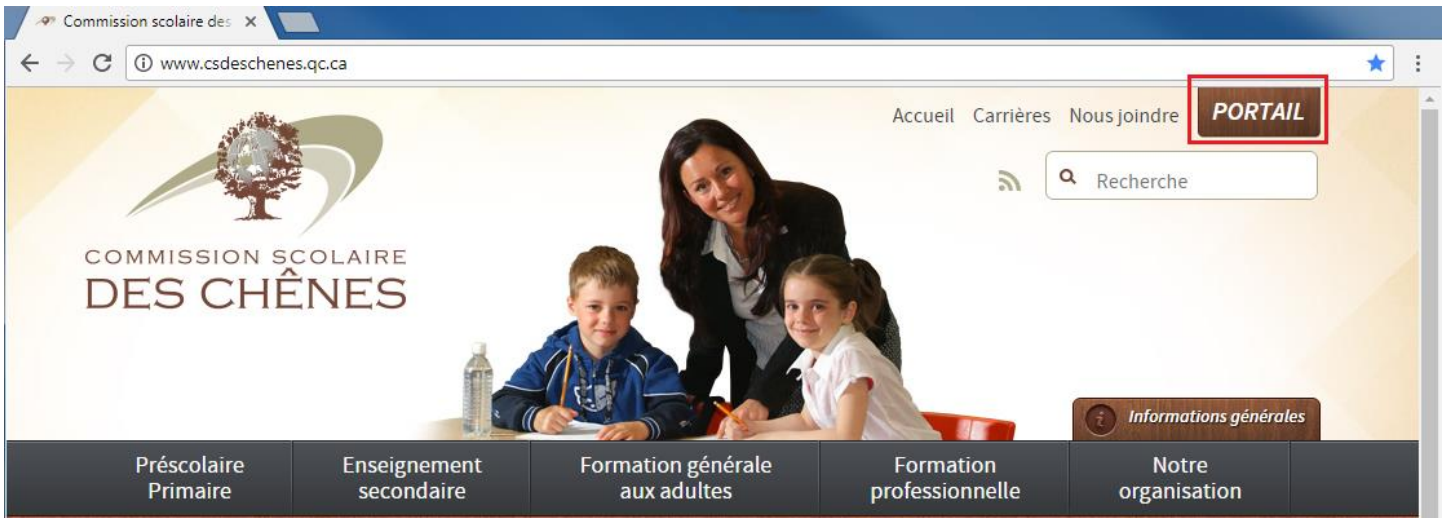 Commission scolaire des
www.csdeschenes.qc.ca
Accueil Carrières Nous joindre PORTAIL
Recherche
COMMISSION SCOLAIRE
DES CHÊNES
i Informations générales
Préscolaire
Primaire
Enseignement
secondaire
Formation générale
aux adultes
Formation
professionnelle
Notre
organisation